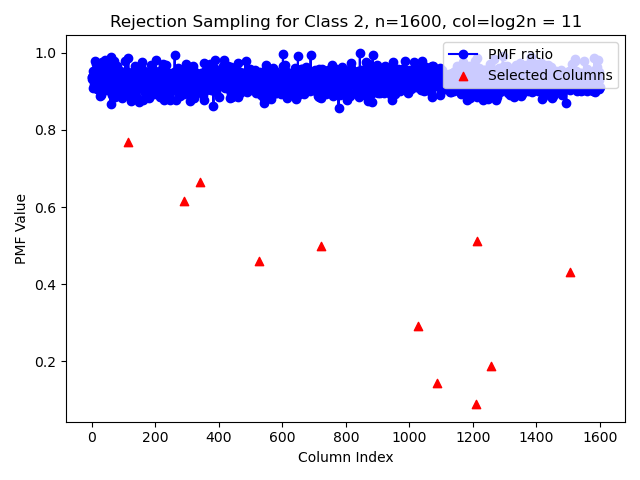 Rejection Sampling for Class 2, n=1600, col=log2n = 11
PMF ratio
Selected Columns
PMF Value
1.0
0.8
0.6
0.4
0.2
0 200 400 600 800 1000 1200 1400 1600
Column Index